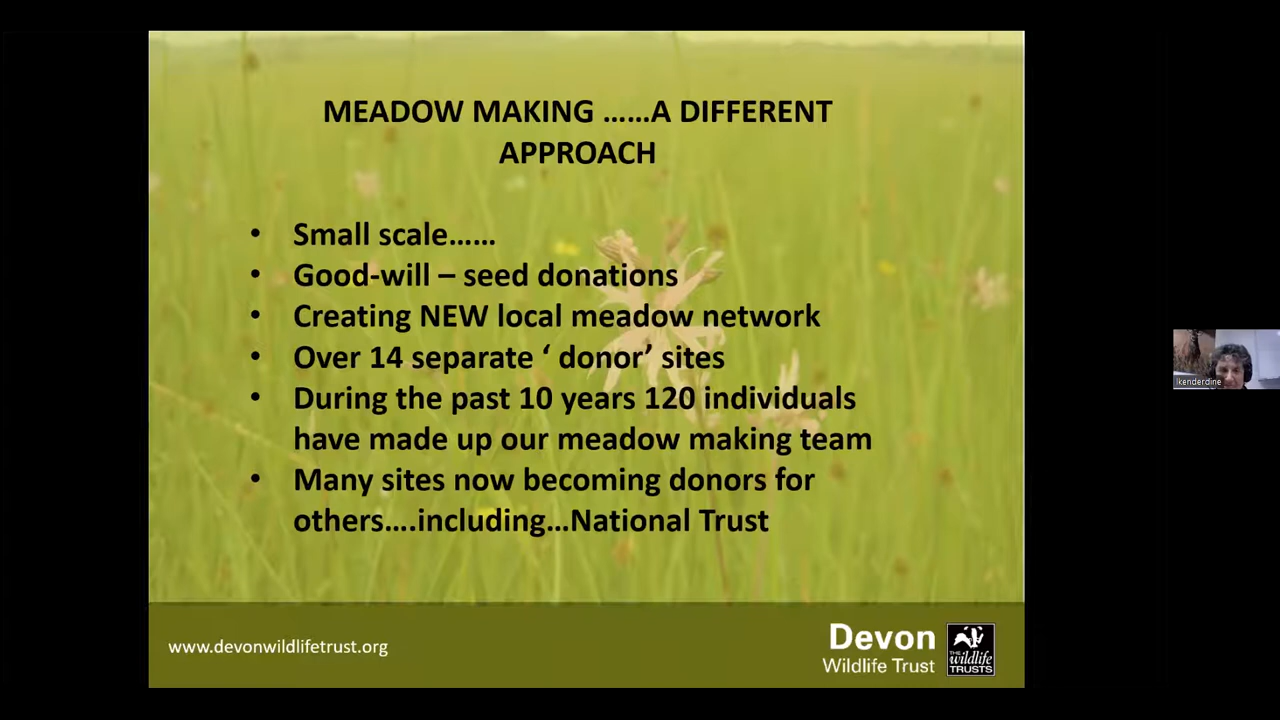 MEADOW MAKING ……A DIFFERENT
APPROACH
• Small scale……
• Good-will – seed donations
• Creating NEW local meadow network
• Over 14 separate ‘ donor’ sites
• During the past 10 years 120 individuals
have made up our meadow making team
• Many sites now becoming donors for
others….including…National Trust
www.devonwildlifetrust.org
Devon
Wildlife Trust
THE
wildlife
TRUSTS
lkenderdine